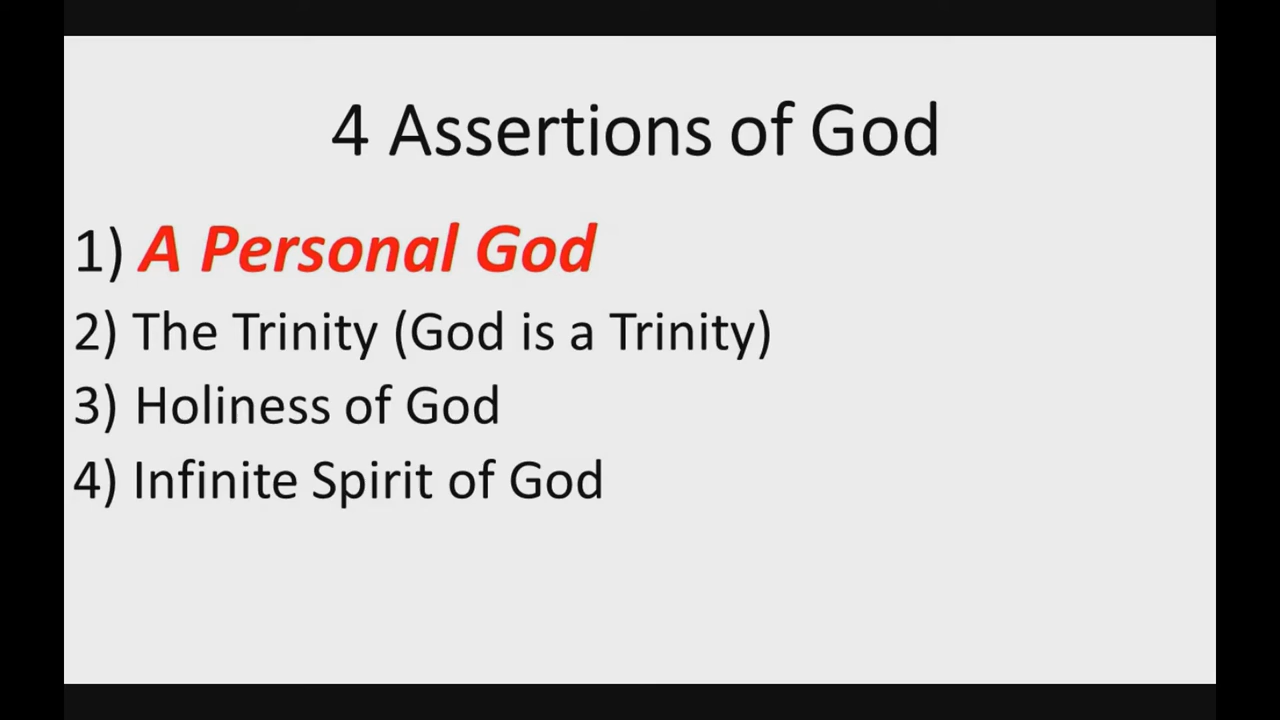 4 Assertions of God
1) A Personal God
2) The Trinity (God is a Trinity)
3) Holiness of God
4) Infinite Spirit of God